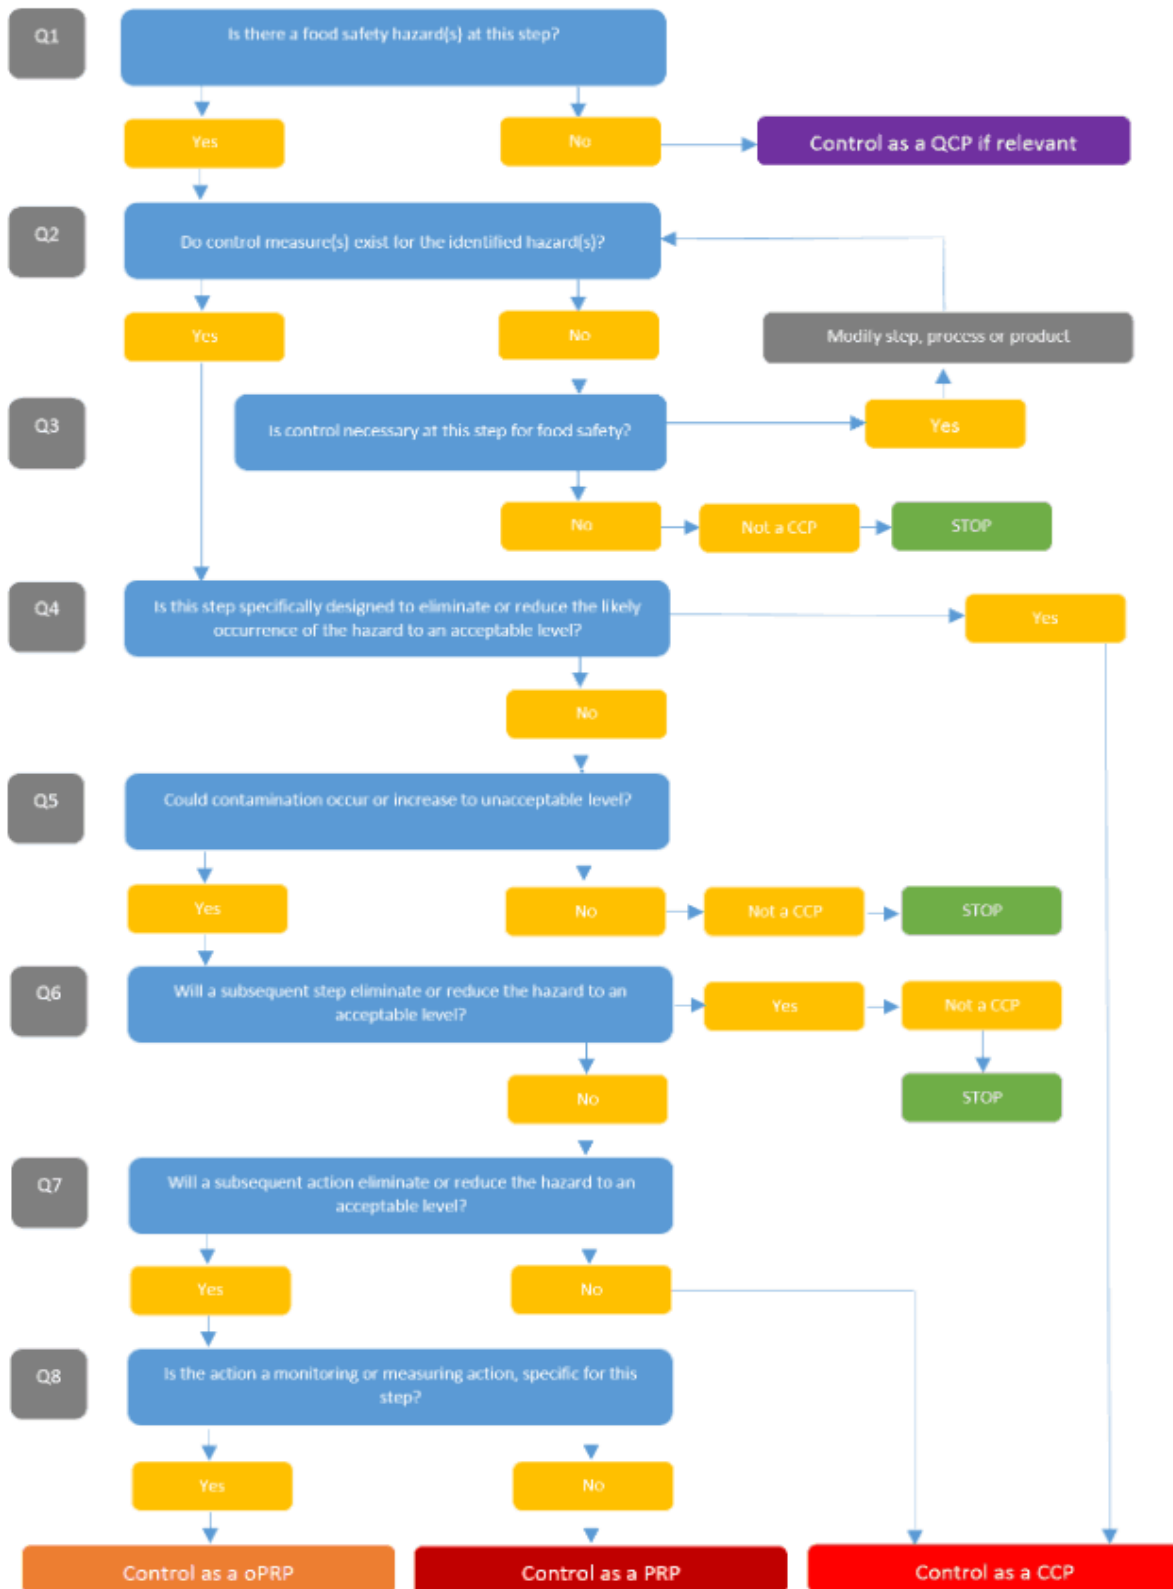 Q1
Is there a food safety hazard(s) at this step?
Yes
No
Control as a QCP if relevant
Q2
Do control measure(s) exist for the identified hazard(s)?
Yes
No
Modify step, process or product
Q3
Is control necessary at this step for food safety?
Yes
No
Not a CCP
STOP
Q4
Is this step specifically designed to eliminate or reduce the likely
occurrence of the hazard to an acceptable level?
Yes
No
Q5
Could contamination occur or increase to unacceptable level?
Yes
No
Not a CCP
STOP
Q6
Will a subsequent step eliminate or reduce the hazard to an
acceptable level?
Yes
Not a CCP
No
STOP
Q7
Will a subsequent action eliminate or reduce the hazard to an
acceptable level?
Yes
No
Q8
Is the action a monitoring or measuring action, specific for this
step?
Yes
No
Control as a oPRP
Control as a PRP
Control as a CCP